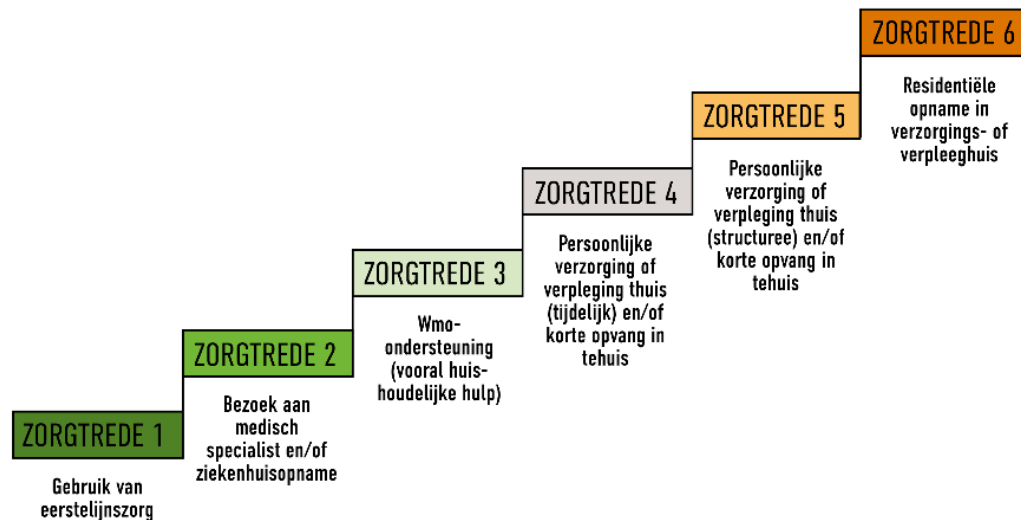 ZORGTREDE 1
Gebruik van
eerstelijnszorg
ZORGTREDE 2
Bezoek aan
medisch
specialist en/of
ziekenhuisopname
ZORGTREDE 3
Wmo-
ondersteuning
(vooral huis-
houdelijke hulp)
ZORGTREDE 4
Persoonlijke
verzorging of
verpleging thuis
(tijdelijk) en/of
korte opvang in
tehuis
ZORGTREDE 5
Persoonlijke
verzorging of
verpleging thuis
(structuree) en/of
korte opvang in
tehuis
ZORGTREDE 6
Residentiële
opname in
verzorgings- of
verpleeghuis